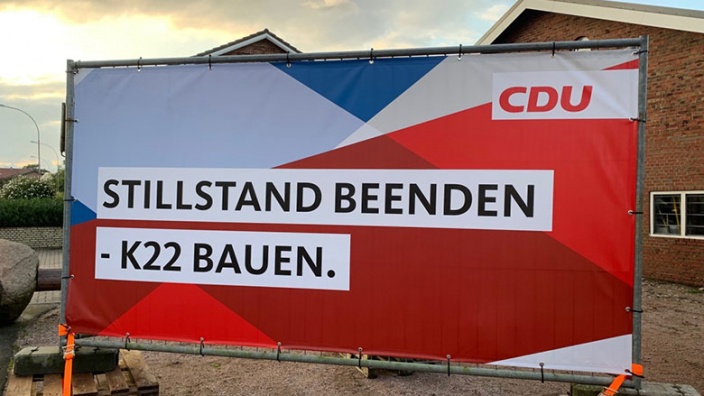 CDU
STILLSTAND BEENDEN
- K22 BAUEN.